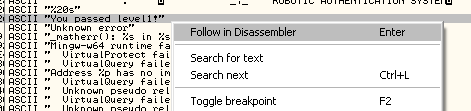 ASCII "%20s" ROBOTIC AUTHENTICATION SYSTEM
ASCII "You passed level1!"
ASCII "Unknown error"
ASCII "_matherr(): %s in %s
ASCII "Mingw-w64 runtime fa
ASCII " VirtualProtect fail
ASCII " VirtualQuery faile
ASCII "Address %p has no im
ASCII " VirtualQuery faile
ASCII " Unknown pseudo rel
ASCII " VirtualQuery faile
ASCII " Unknown pseudo rel
Follow in Disassembler Enter
Search for text
Search next Ctrl+L
Toggle breakpoint F2